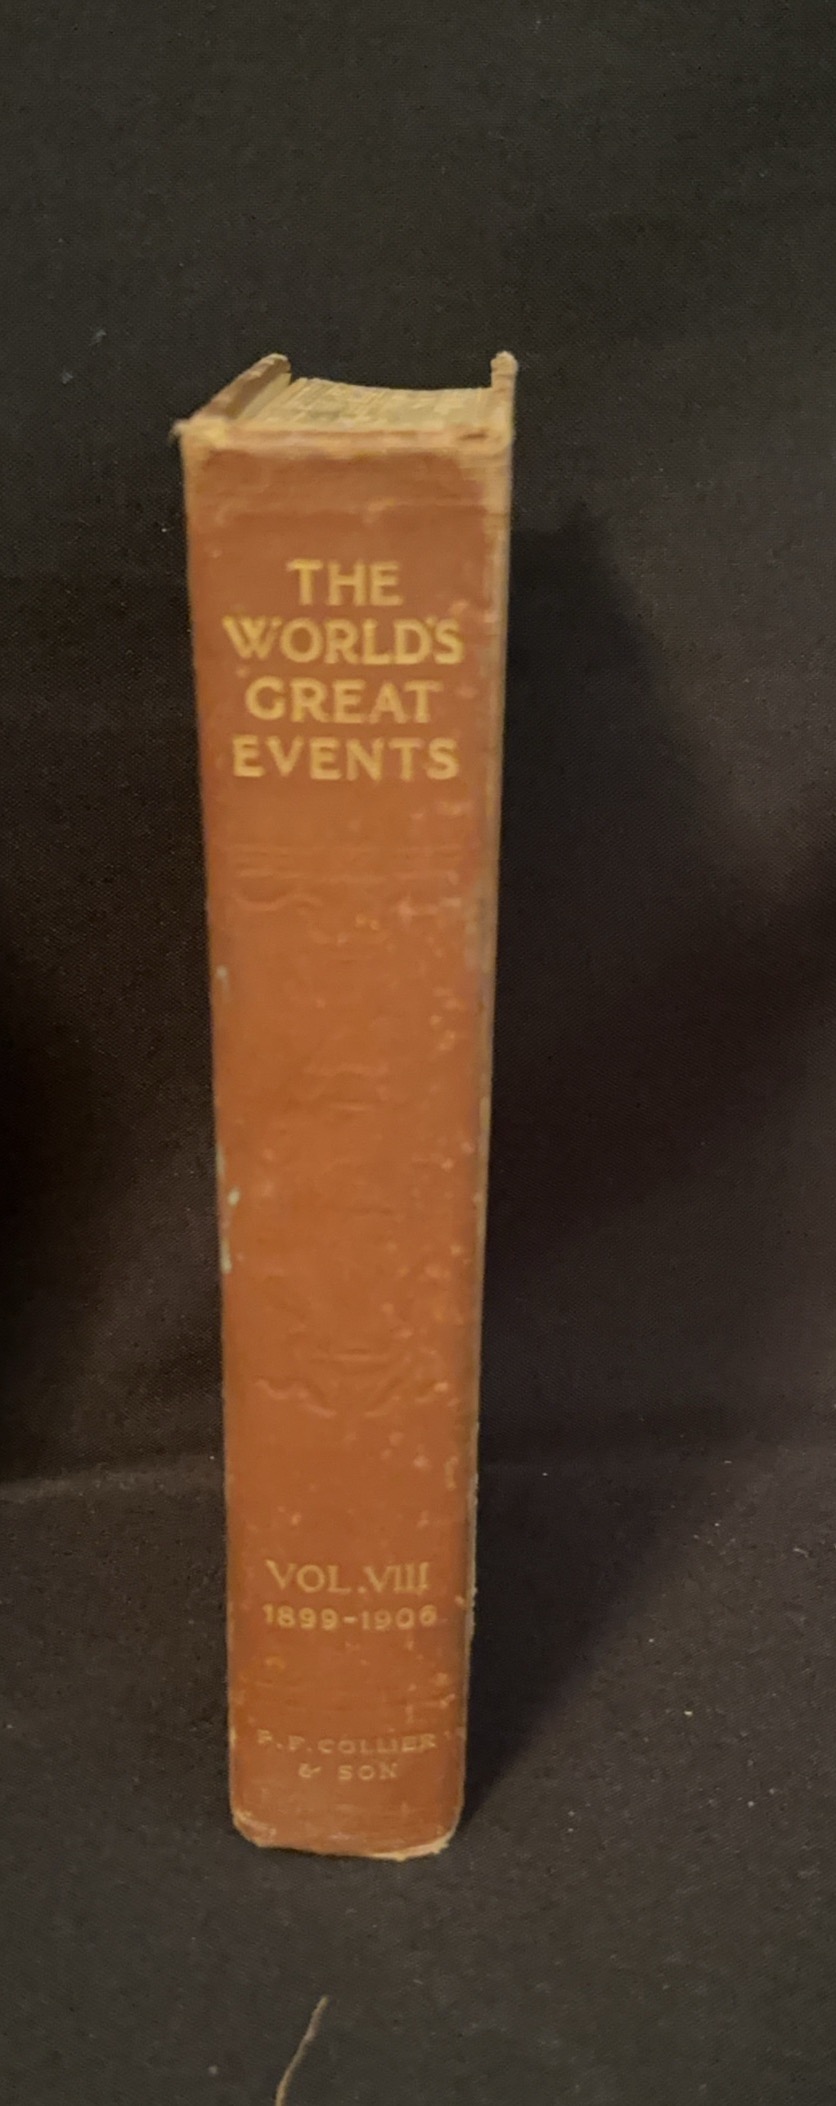 THE
WORLD'S
GREAT
EVENTS
VOL.VIII
1899-1906
P.F.COLLIER
& SON